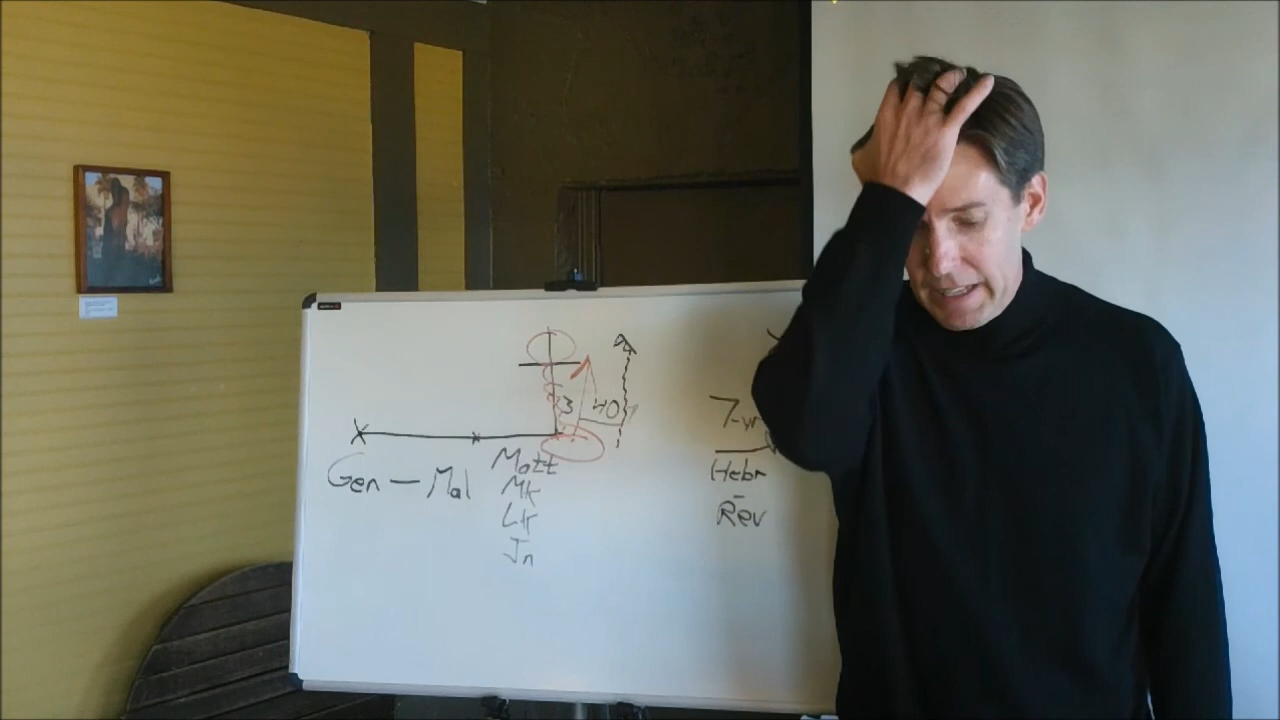 3 40
7-yr
Gen — Mal
Matt
Mk
Lk
Jn
Hebr
–
Rev